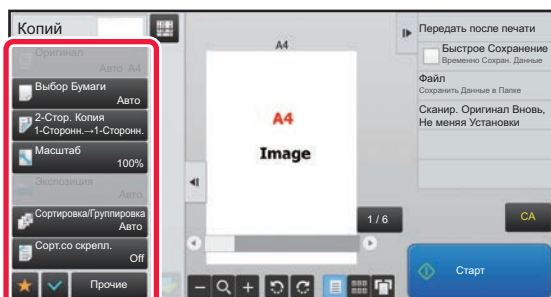 Копий
Оригинал
Авто A4
Выбор Бумаги
Авто
2-Стор. Копия
1-Сторонн.→1-Сторонн.
Масштаб
100%
Экспозиция
Авто
Сортировка/Группировка
Авто
Сорт.со скрепл.
Off
Прочие
A4
A4
Image
1 / 6
Передать после печати
Быстрое Сохранение
Временно Сохран. Данные
Файл
Сохранить Данные в Папке
Сканир. Оригинал Вновь,
Не меняя Установки
CA
Старт